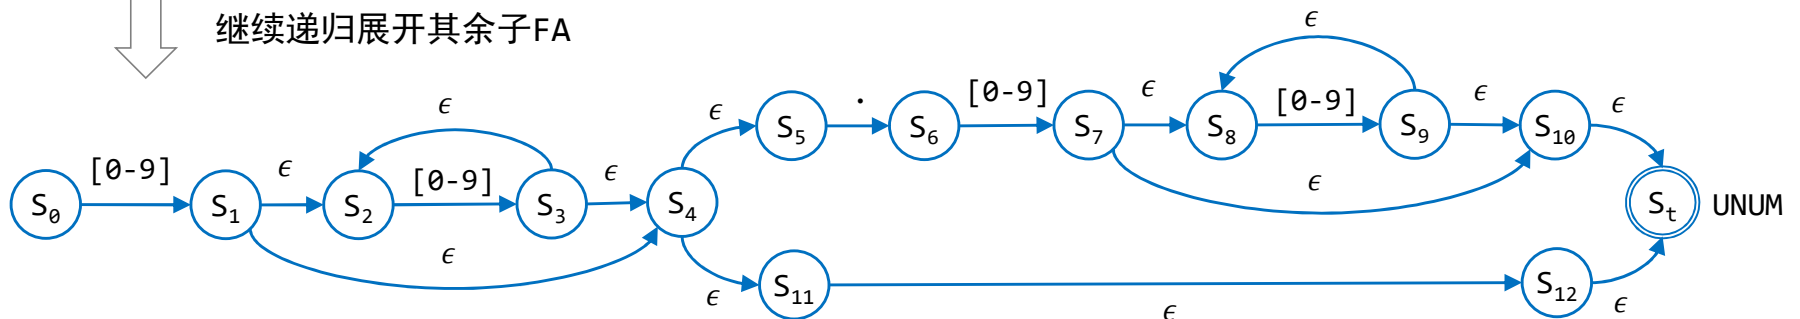 继续递归展开其余子FA
ϵ
ϵ . [0-9] ϵ [0-9] ϵ ϵ
S5 S6 S7 S8 S9 S10
ϵ
[0-9] ϵ [0-9] ϵ ϵ
S0 S1 S2 S3 S4 St UNUM
ϵ
ϵ S11 S12 ϵ
ϵ